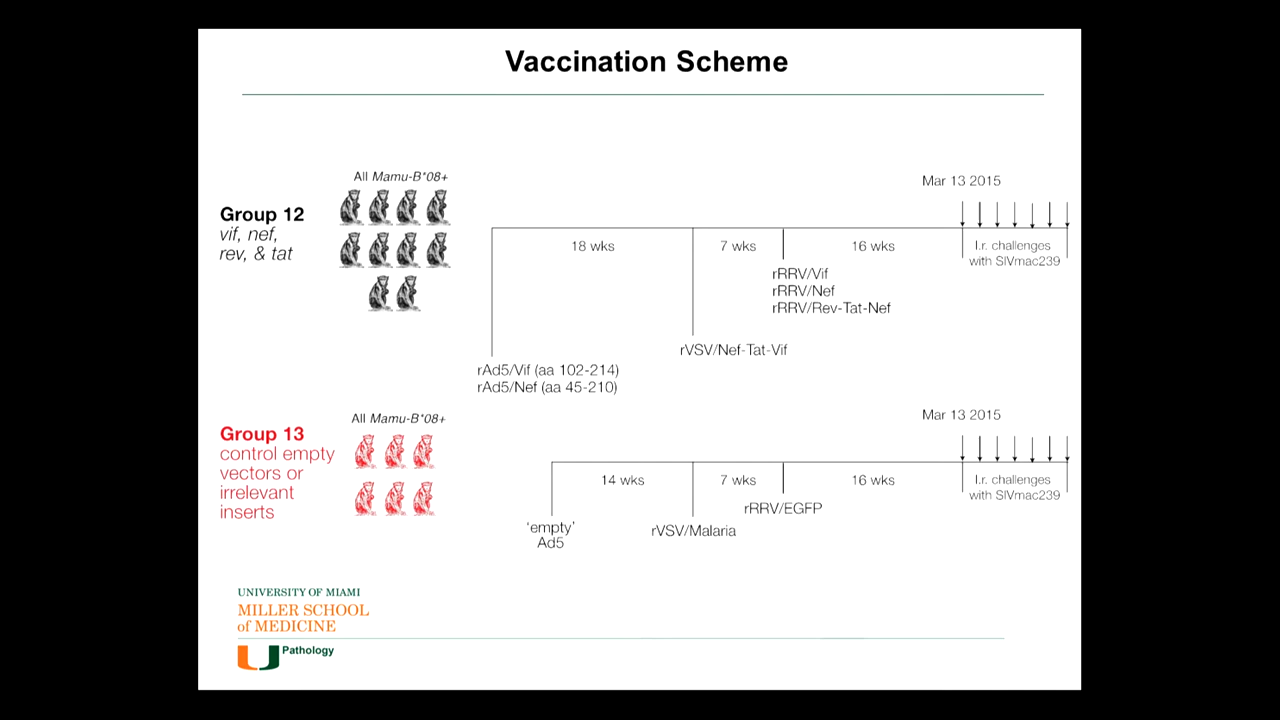 Vaccination Scheme
All Mamu-B*08+
Group 12
vif, nef,
rev, & tat
Mar 13 2015
18 wks
7 wks
16 wks
I.r. challenges
with SIVmac239
rRRV/Vif
rRRV/Nef
rRRV/Rev-Tat-Nef
rVSV/Nef-Tat-Vif
rAd5/Vif (aa 102-214)
rAd5/Nef (aa 45-210)
All Mamu-B*08+
Group 13
control empty
vectors or
irrelevant
inserts
Mar 13 2015
14 wks
7 wks
16 wks
I.r. challenges
with SIVmac239
rRRV/EGFP
'empty'
Ad5
rVSV/Malaria
UNIVERSITY OF MIAMI
MILLER SCHOOL
of MEDICINE
U
Pathology